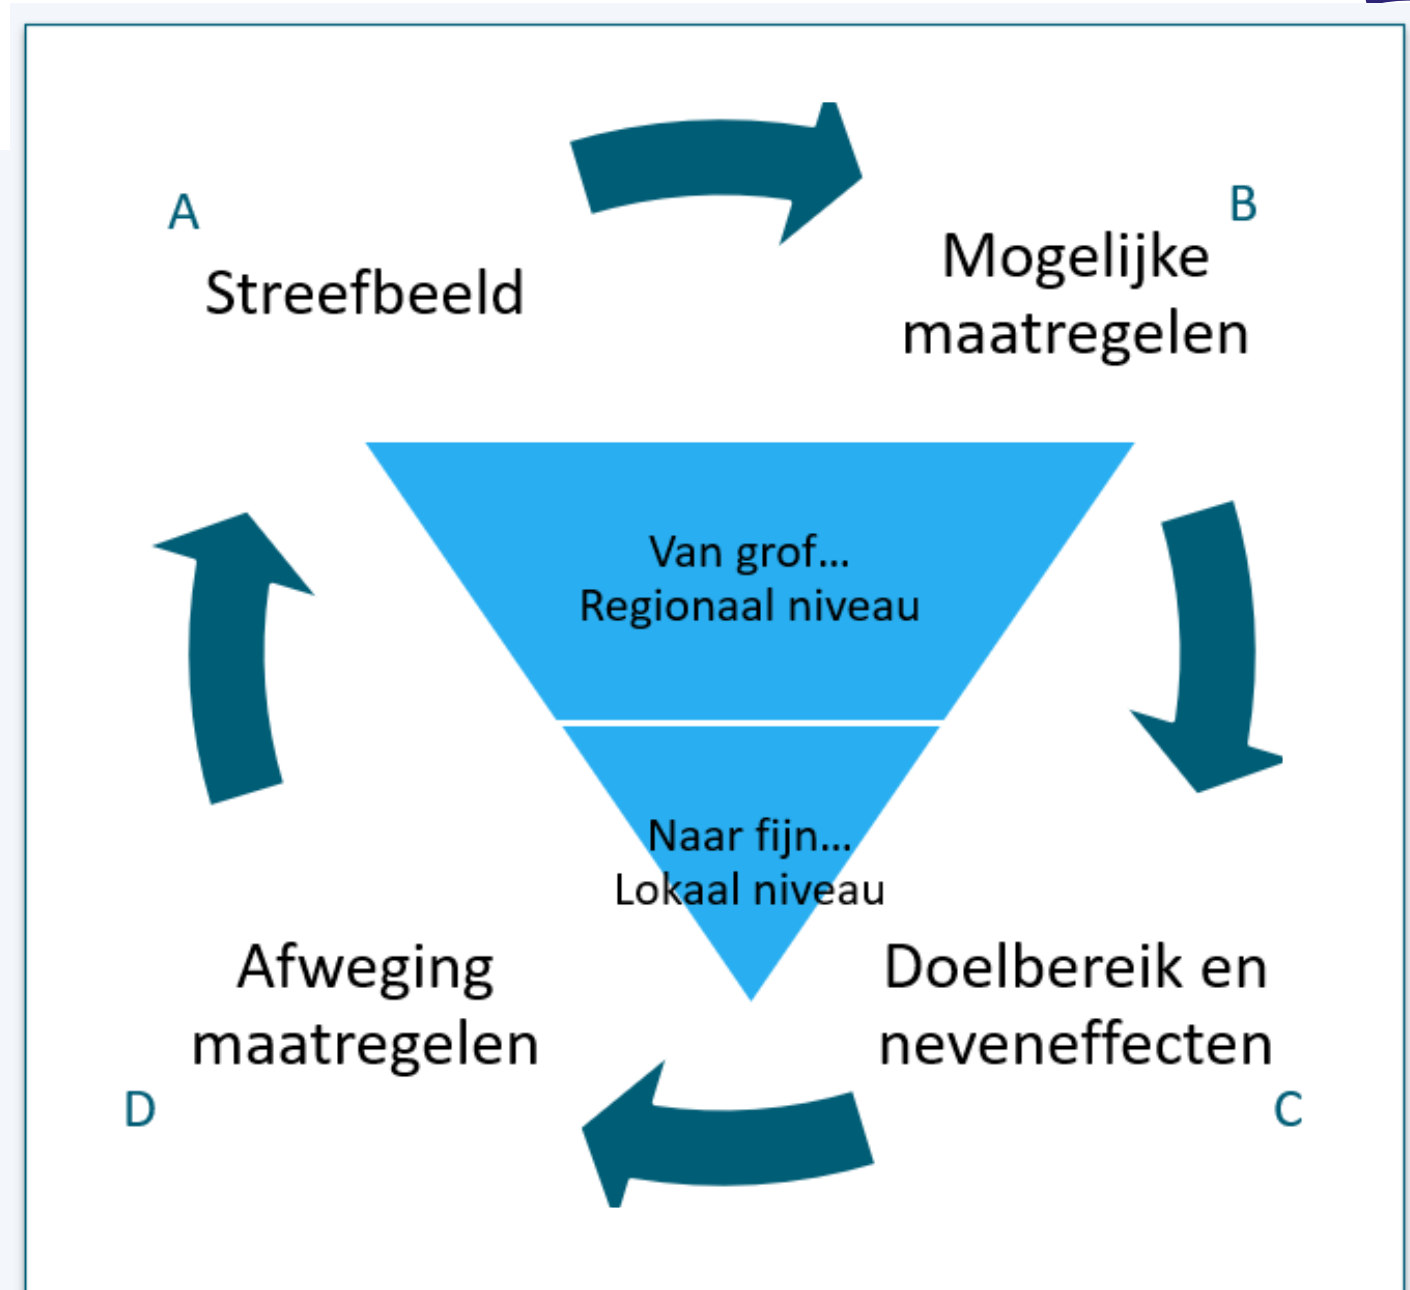 A
Streefbeeld
B
Mogelijke
maatregelen
Van grof...
Regionaal niveau
Naar fijn...
Lokaal niveau
Doelbereik en
neveneffecten
C
Afweging
maatregelen
D